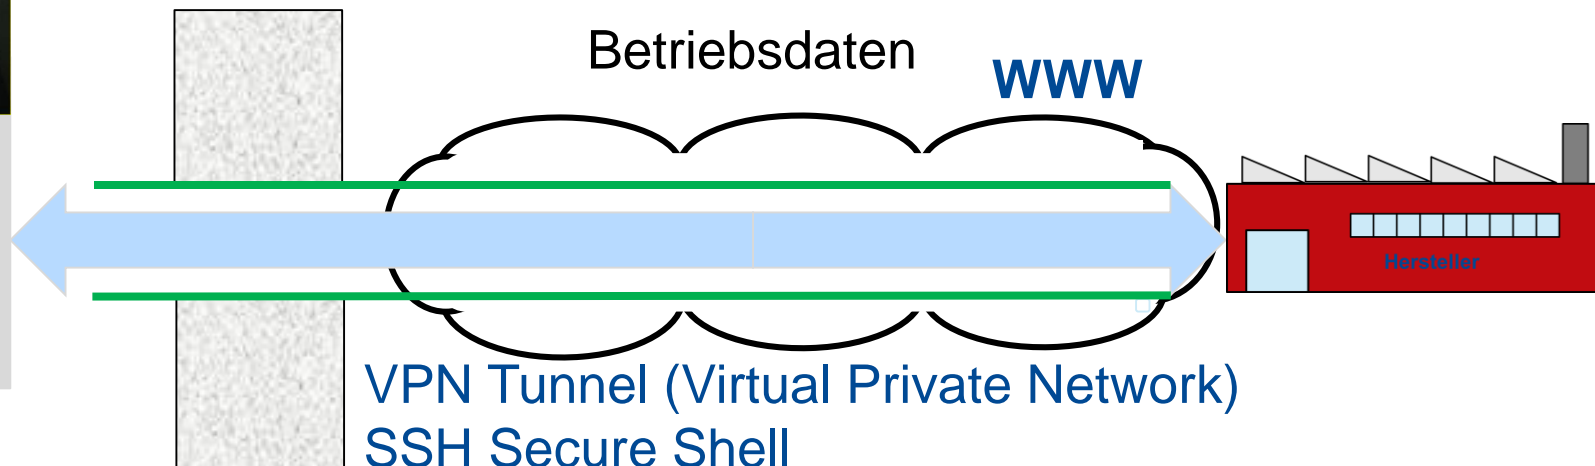 Betriebsdaten
WWW
Hersteller
VPN Tunnel (Virtual Private Network)
SSH Secure Shell